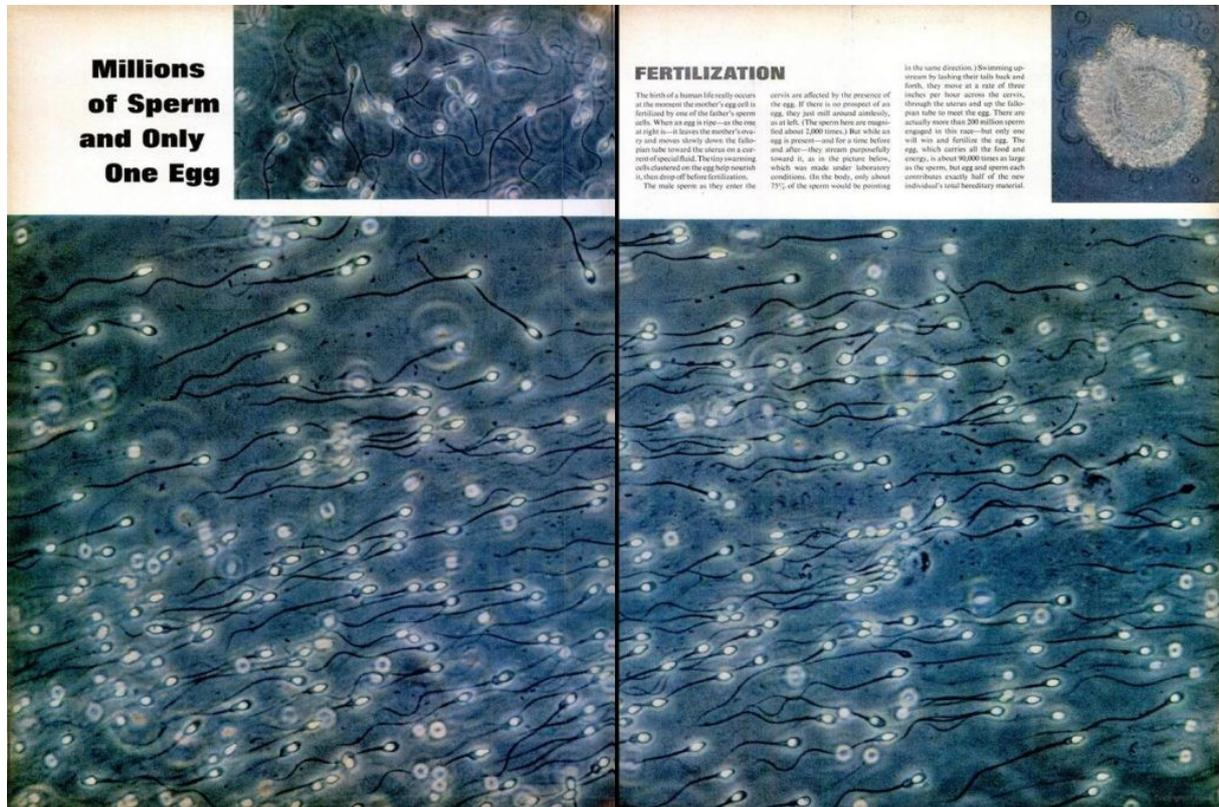 Millions
of Sperm
and Only
One Egg
FERTILIZATION
The birth of a human life really occurs
at the moment the mother's egg cell is
fertilized by one of the father's sperm
cells. When an egg is ripe—as the one
at right is—it leaves the mother's ova-
ry and moves slowly down the fallo-
pian tube toward the uterus on a cur-
rent of special fluid. The tiny swarming
cells clustered on the egg help nourish
it, then drop off before fertilization.
The male sperm as they enter the
cervix are affected by the presence of
the egg. If there is no prospect of an
egg, they just mill around aimlessly,
as at left. (The sperm here are magni-
fied about 2,000 times.) But while an
egg is present—and for a time before
and after—they stream purposefully
toward it, as in the picture below,
which was made under laboratory
conditions. (In the body, only about
75% of the sperm would be pointing
in the same direction.) Swimming up-
stream by lashing their tails back and
forth, they move at a rate of three
inches per hour across the cervix,
through the uterus and up the fallo-
pian tube to meet the egg. There are
actually more than 200 million sperm
engaged in this race—but only one
will win and fertilize the egg. The
egg, which carries all the food and
energy, is about 90,000 times as large
as the sperm, but egg and sperm each
contributes exactly half of the new
individual's total hereditary material.